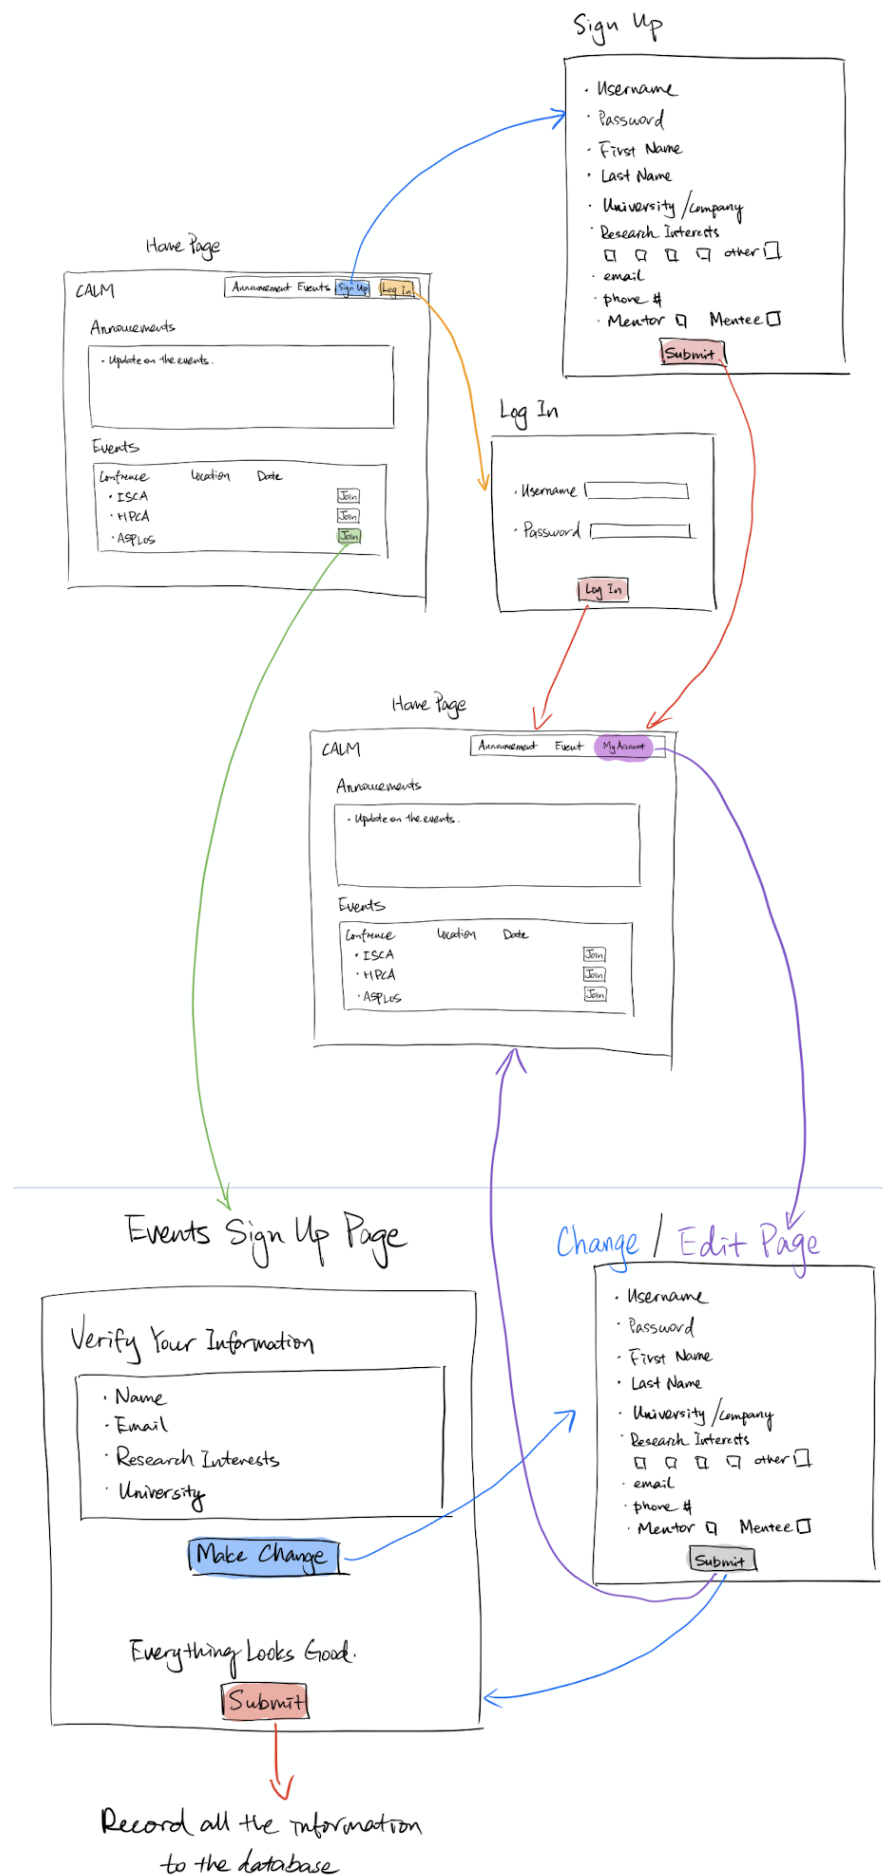 Sign Up
· Username
· Password
· First Name
· Last Name
· University /Company
· Research Interests
other
· email
· phone #
· Mentor Mentee
Submit
Home Page
CALM
Announcement Events Sign Up Log In
Annoucements
· Update on the events.
Events
Confrence Location Date
· ISCA Join
· HPCA Join
· ASPLOS Join
Log In
· Username
· Password
Log In
Home Page
CALM
Announcement Event My Account
Annoucements
· Update on the events.
Events
Confrence Location Date
· ISCA Join
· HPCA Join
· ASPLOS Join
Events Sign Up Page
Verify Your Information
· Name
· Email
· Research Interests
· University
Make Change
Everything Looks Good.
Submit
Record all the information
to the database
Change / Edit Page
· Username
· Password
· First Name
· Last Name
· University /Company
· Research Interests
other
· email
· phone #
· Mentor Mentee
Submit